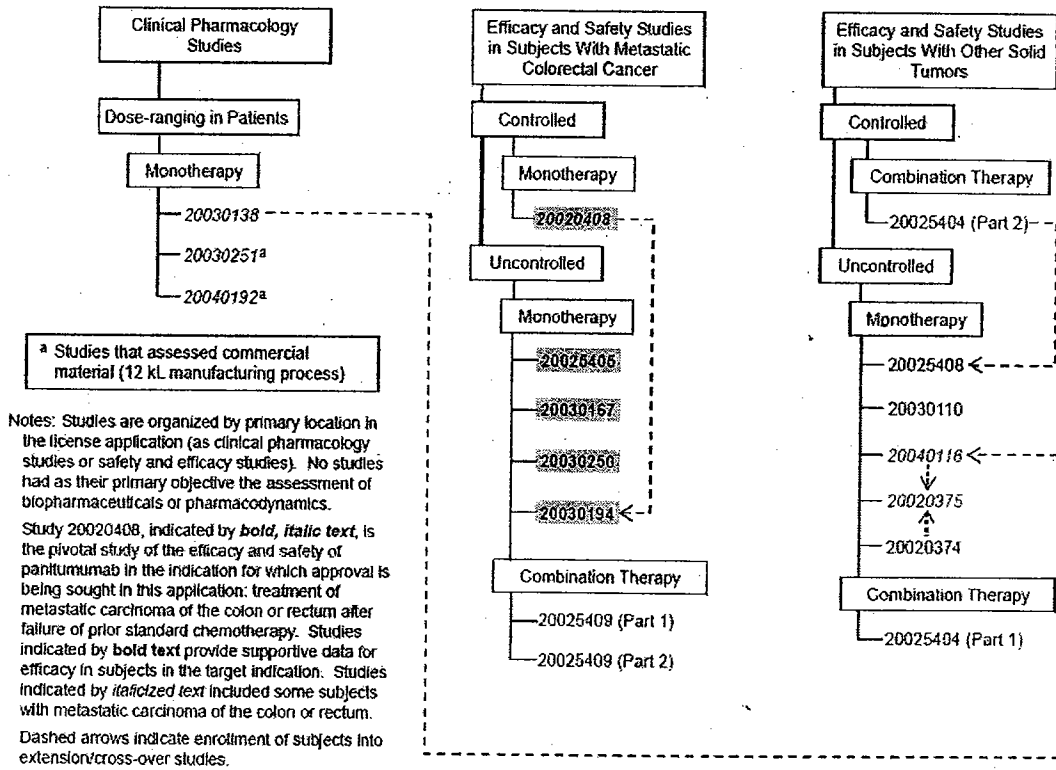 Clinical Pharmacology
Studies
Dose-ranging in Patients
Monotherapy
20030138
20030251a
20040192a
a Studies that assessed commercial
material (12 kL manufacturing process)
Notes: Studies are organized by primary location in
the license application (as clinical pharmacology
studies or safety and efficacy studies). No studies
had as their primary objective the assessment of
biopharmaceuticals or pharmacodynamics.
Study 20020408, indicated by bold, italic text, is
the pivotal study of the efficacy and safety of
panitumumab in the indication for which approval is
being sought in this application: treatment of
metastatic carcinoma of the colon or rectum after
failure of prior standard chemotherapy. Studies
indicated by bold text provide supportive data for
efficacy in subjects in the target indication. Studies
indicated by italicized text included some subjects
with metastatic carcinoma of the colon or rectum.
Dashed arrows indicate enrollment of subjects into
extension/cross-over studies.
Efficacy and Safety Studies
in Subjects With Metastatic
Colorectal Cancer
Controlled
Monotherapy
20020408
Uncontrolled
Monotherapy
20025405
20030167
20030250
20030194
Combination Therapy
20025409 (Part 1)
20025409 (Part 2)
Efficacy and Safety Studies
in Subjects With Other Solid
Tumors
Controlled
Combination Therapy
20025404 (Part 2)
Uncontrolled
Monotherapy
20025408
20030110
20040116
20020375
20020374
Combination Therapy
20025404 (Part 1)